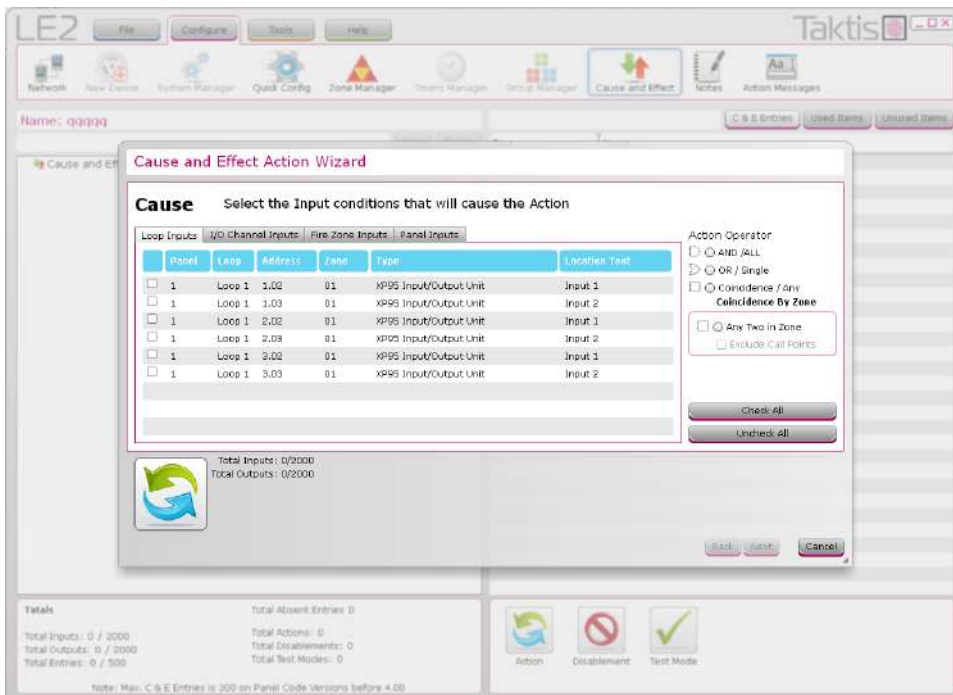 LE2 File Configure Tools Help Taktis
Network New Device System Manager Quick Config Zone Manager Timers Manager Group Manager Cause and Effect Notes Action Messages
Name: qqqqq C & E Entries Used Items Unused Items
Cause and Eff
Cause and Effect Action Wizard
Cause Select the Input conditions that will cause the Action
Loop Inputs I/O Channel Inputs Fire Zone Inputs Panel Inputs
Panel Loop Address Zone Type Location Text
1 Loop 1 1.02 01 XP95 Input/Output Unit Input 1
1 Loop 1 1.03 01 XP95 Input/Output Unit Input 2
1 Loop 1 2.02 01 XP95 Input/Output Unit Input 1
1 Loop 1 2.03 01 XP95 Input/Output Unit Input 2
1 Loop 1 3.02 01 XP95 Input/Output Unit Input 1
1 Loop 1 3.03 01 XP95 Input/Output Unit Input 2
Action Operator
AND /ALL
OR / Single
Coincidence / Any
Coincidence By Zone
Any Two in Zone
Exclude Call Points
Check All
Uncheck All
Total Inputs: 0/2000
Total Outputs: 0/2000
Back Next Cancel
Totals
Total Inputs: 0 / 2000
Total Outputs: 0 / 2000
Total Entries: 0 / 500
Total Absent Entries 0
Total Actions: 0
Total Disablements: 0
Total Test Modes: 0
Note: Max. C & E Entries is 300 on Panel Code Versions before 4.00
Action Disablement Test Mode